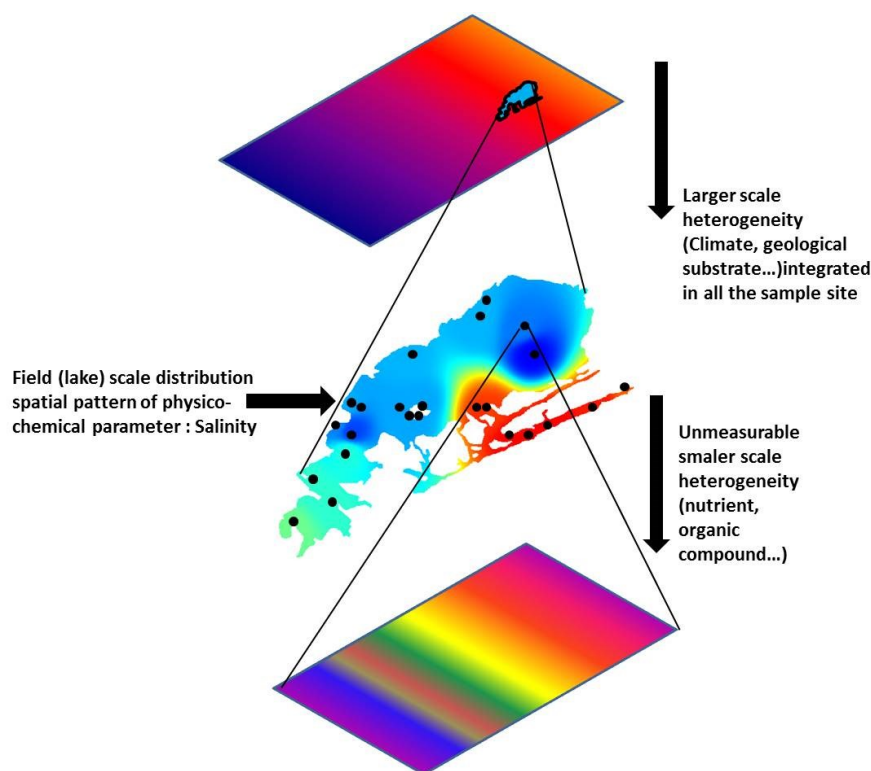 Larger scale
heterogeneity
(Climate, geological
substrate...)integrated
in all the sample site
Field (lake) scale distribution
spatial pattern of physico-
chemical parameter : Salinity
Unmeasurable
smaler scale
heterogeneity
(nutrient,
organic
compound...)